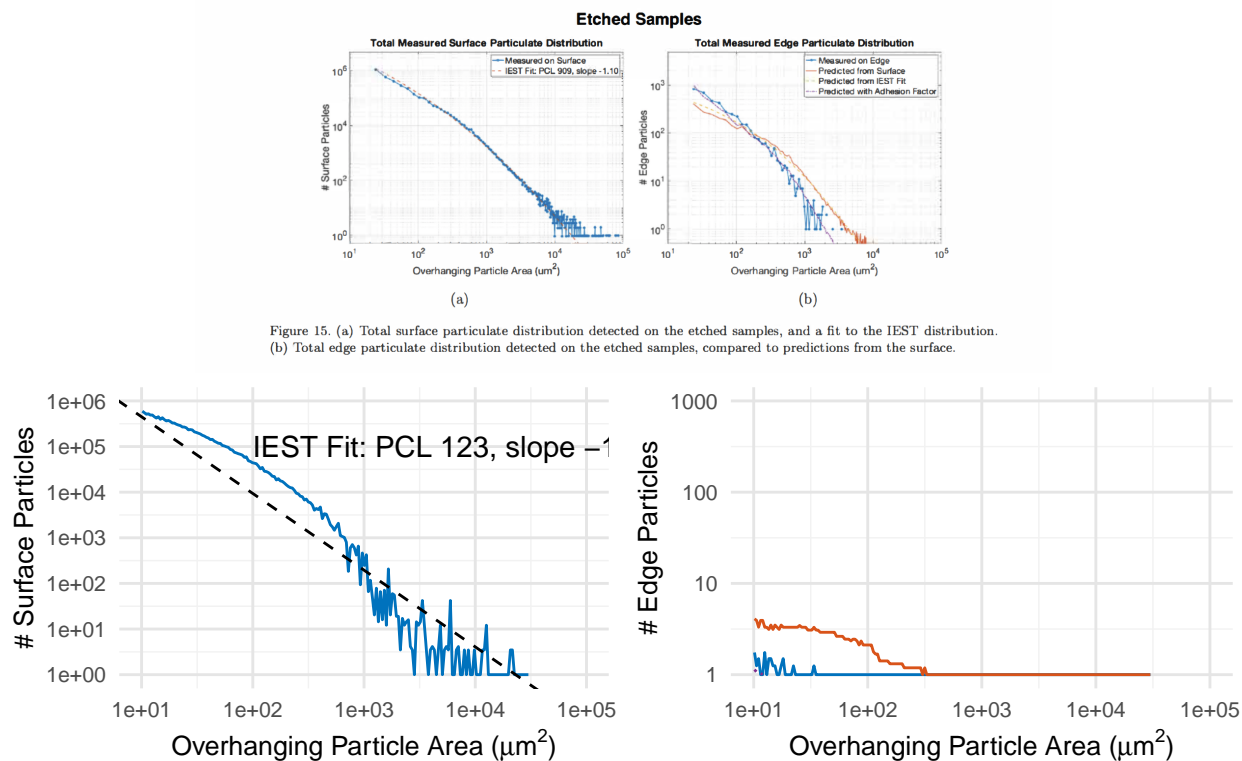 Etched Samples
Total Measured Surface Particulate Distribution
Measured on Surface
IEST Fit: PCL 909, slope -1.10
10^6
10^4
10^2
10^0
# Surface Particles
10^1 10^2 10^3 10^4 10^5
Overhanging Particle Area (um^2)
(a)
Total Measured Edge Particulate Distribution
Measured on Edge
Predicted from Surface
Predicted from IEST Fit
Predicted with Adhesion Factor
10^3
10^2
10^1
10^0
# Edge Particles
10^1 10^2 10^3 10^4 10^5
Overhanging Particle Area (um^2)
(b)
Figure 15. (a) Total surface particulate distribution detected on the etched samples, and a fit to the IEST distribution.
(b) Total edge particulate distribution detected on the etched samples, compared to predictions from the surface.
1e+06
1e+05
1e+04
1e+03
1e+02
1e+01
1e+00
# Surface Particles
IEST Fit: PCL 123, slope −1
1e+01 1e+02 1e+03 1e+04 1e+05
Overhanging Particle Area (μm²)
1000
100
10
1
# Edge Particles
1e+01 1e+02 1e+03 1e+04 1e+05
Overhanging Particle Area (μm²)